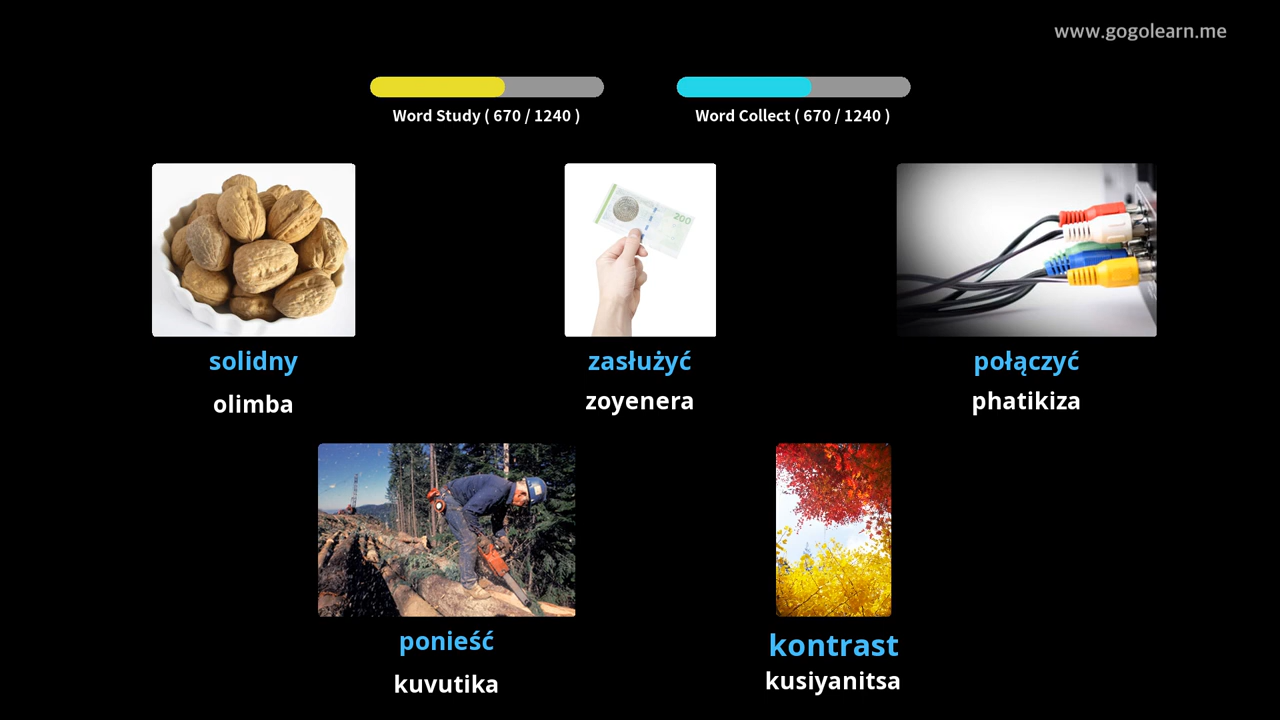 www.gogolearn.me
Word Study ( 670 / 1240 )
Word Collect ( 670 / 1240 )
solidny
zasłużyć
połączyć
olimba
zoyenera
phatikiza
200
ponieść
kontrast
kuvutika
kusiyanitsa